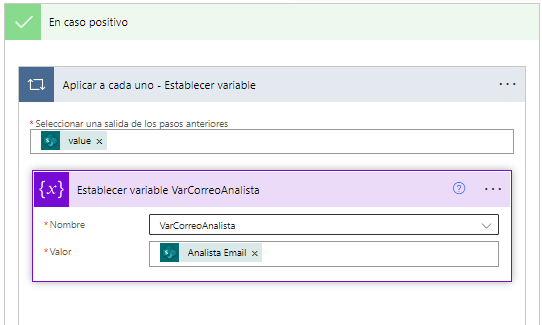 En caso positivo
Aplicar a cada uno - Establecer variable
* Seleccionar una salida de los pasos anteriores
value ×
{x} Establecer variable VarCorreoAnalista
* Nombre VarCorreoAnalista
* Valor Analista Email ×